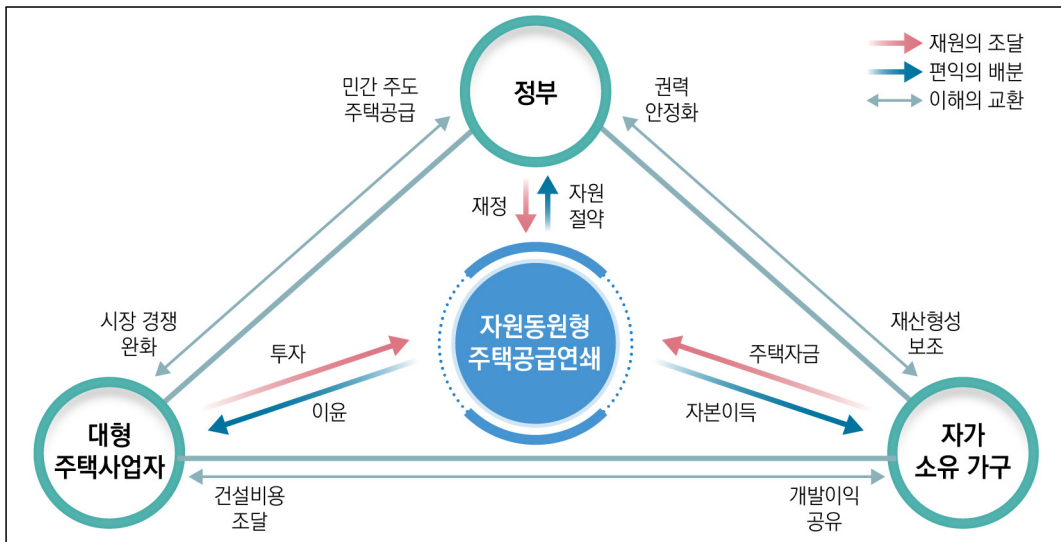 재원의 조달
편익의 배분
이해의 교환
정부
민간 주도
주택공급
권력
안정화
재정
자원
절약
자원동원형
주택공급연쇄
시장 경쟁
완화
재산형성
보조
투자
이윤
주택자금
자본이득
대형
주택사업자
자가
소유 가구
건설비용
조달
개발이익
공유